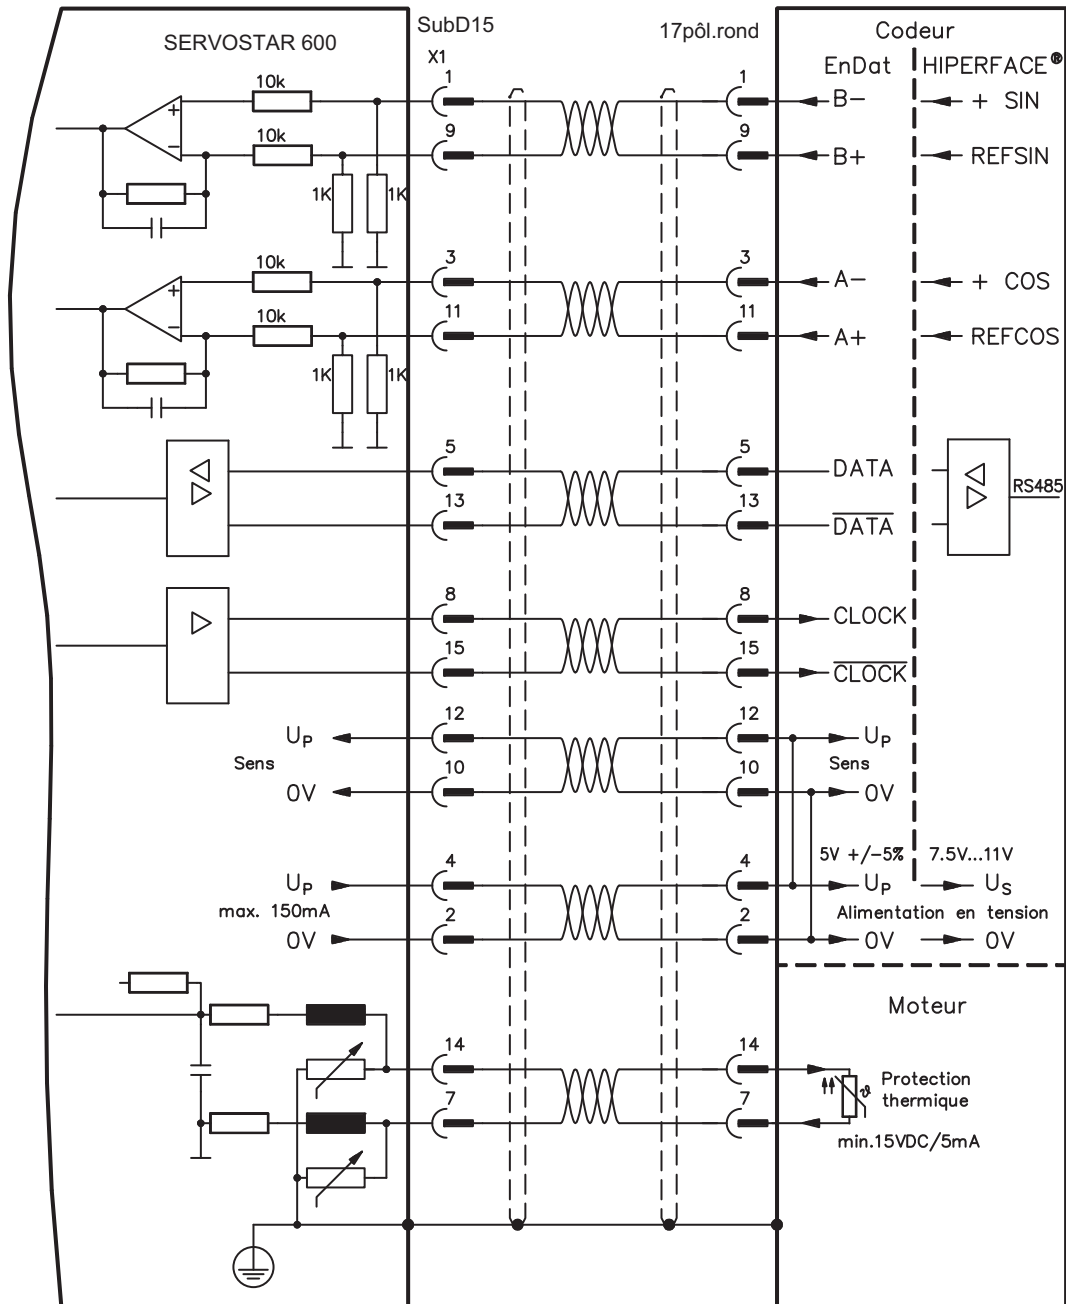 SERVOSTAR 600
SubD15
17pôl.rond
Codeur
X1
EnDat
HIPERFACE®
10k
1
1
B-
+ SIN
10k
9
9
B+
REFSIN
1K
1K
10k
3
3
A-
+ COS
10k
11
11
A+
REFCOS
1K
1K
5
5
DATA
RS485
13
13
DATA
8
8
CLOCK
15
15
CLOCK
UP
12
12
UP
Sens
Sens
0V
10
10
0V
5V +/-5%
7.5V...11V
UP
4
4
UP
US
max. 150mA
Alimentation en tension
0V
2
2
0V
0V
Moteur
14
14
Protection
thermique
7
7
min.15VDC/5mA